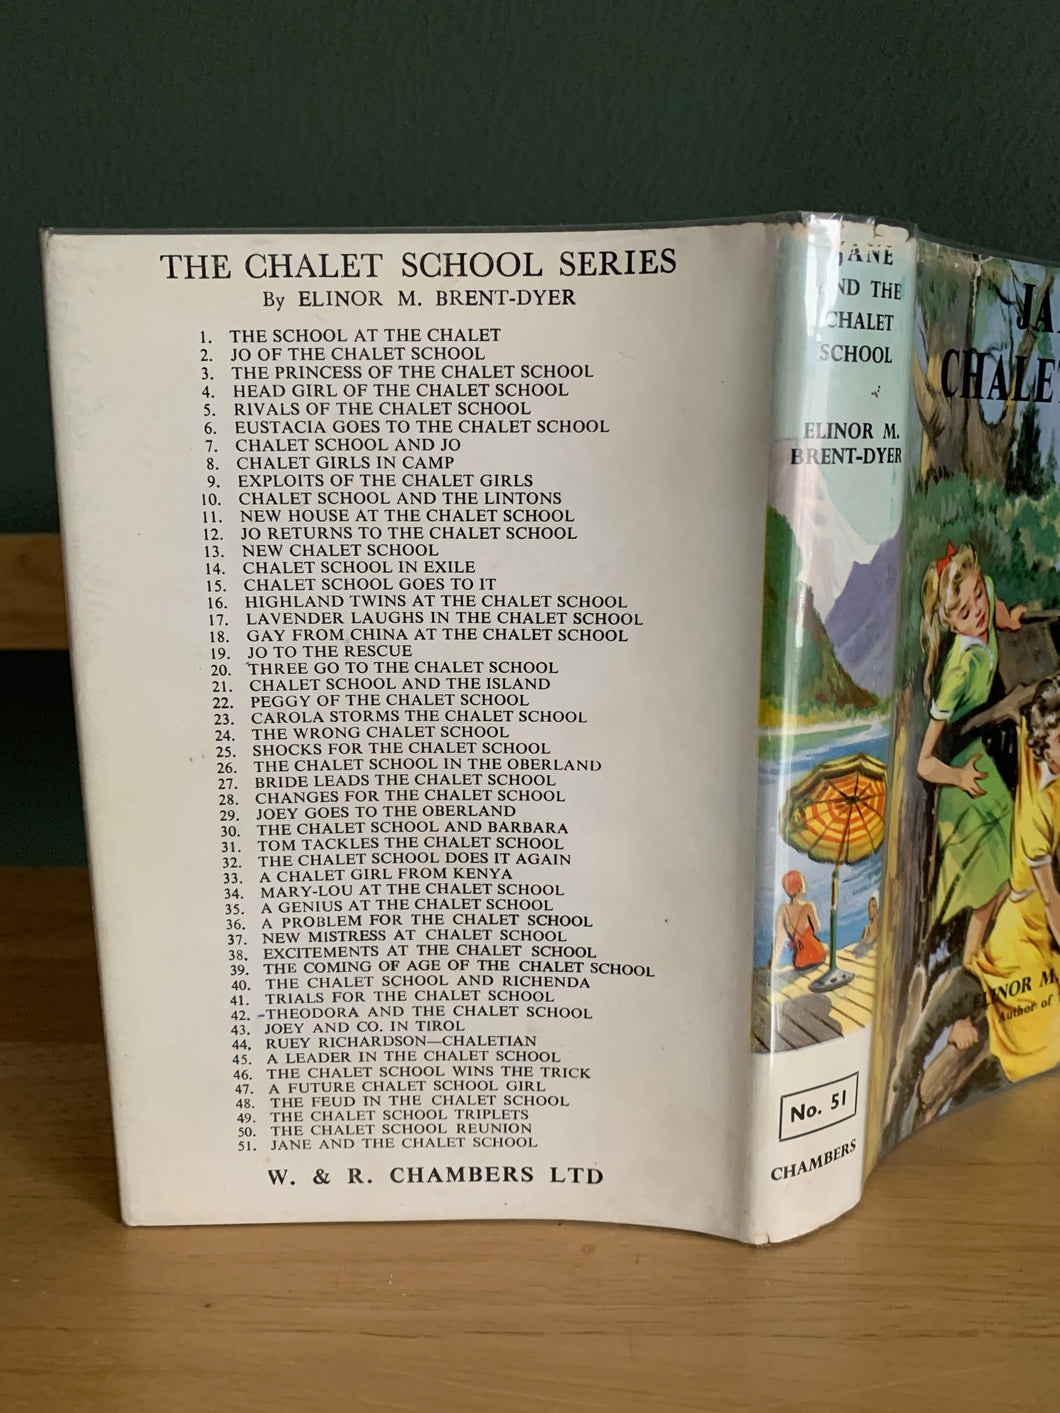 THE CHALET SCHOOL SERIES
By ELINOR M. BRENT-DYER
1. THE SCHOOL AT THE CHALET
2. JO OF THE CHALET SCHOOL
3. THE PRINCESS OF THE CHALET SCHOOL
4. HEAD GIRL OF THE CHALET SCHOOL
5. RIVALS OF THE CHALET SCHOOL
6. EUSTACIA GOES TO THE CHALET SCHOOL
7. CHALET SCHOOL AND JO
8. CHALET GIRLS IN CAMP
9. EXPLOITS OF THE CHALET GIRLS
10. CHALET SCHOOL AND THE LINTONS
11. NEW HOUSE AT THE CHALET SCHOOL
12. JO RETURNS TO THE CHALET SCHOOL
13. NEW CHALET SCHOOL
14. CHALET SCHOOL IN EXILE
15. CHALET SCHOOL GOES TO IT
16. HIGHLAND TWINS AT THE CHALET SCHOOL
17. LAVENDER LAUGHS IN THE CHALET SCHOOL
18. GAY FROM CHINA AT THE CHALET SCHOOL
19. JO TO THE RESCUE
20. THREE GO TO THE CHALET SCHOOL
21. CHALET SCHOOL AND THE ISLAND
22. PEGGY OF THE CHALET SCHOOL
23. CAROLA STORMS THE CHALET SCHOOL
24. THE WRONG CHALET SCHOOL
25. SHOCKS FOR THE CHALET SCHOOL
26. THE CHALET SCHOOL IN THE OBERLAND
27. BRIDE LEADS THE CHALET SCHOOL
28. CHANGES FOR THE CHALET SCHOOL
29. JOEY GOES TO THE OBERLAND
30. THE CHALET SCHOOL AND BARBARA
31. TOM TACKLES THE CHALET SCHOOL
32. THE CHALET SCHOOL DOES IT AGAIN
33. A CHALET GIRL FROM KENYA
34. MARY-LOU AT THE CHALET SCHOOL
35. A GENIUS AT THE CHALET SCHOOL
36. A PROBLEM FOR THE CHALET SCHOOL
37. NEW MISTRESS AT CHALET SCHOOL
38. EXCITEMENTS AT THE CHALET SCHOOL
39. THE COMING OF AGE OF THE CHALET SCHOOL
40. THE CHALET SCHOOL AND RICHENDA
41. TRIALS FOR THE CHALET SCHOOL
42. THEODORA AND THE CHALET SCHOOL
43. JOEY AND CO. IN TIROL
44. RUEY RICHARDSON—CHALETIAN
45. A LEADER IN THE CHALET SCHOOL
46. THE CHALET SCHOOL WINS THE TRICK
47. A FUTURE CHALET SCHOOL GIRL
48. THE FEUD IN THE CHALET SCHOOL
49. THE CHALET SCHOOL TRIPLETS
50. THE CHALET SCHOOL REUNION
51. JANE AND THE CHALET SCHOOL
W. & R. CHAMBERS LTD
JANE
AND THE
CHALET
SCHOOL
ELINOR M.
BRENT-DYER
No. 51
CHAMBERS
JA
CHALE
ELINOR M.
Author of